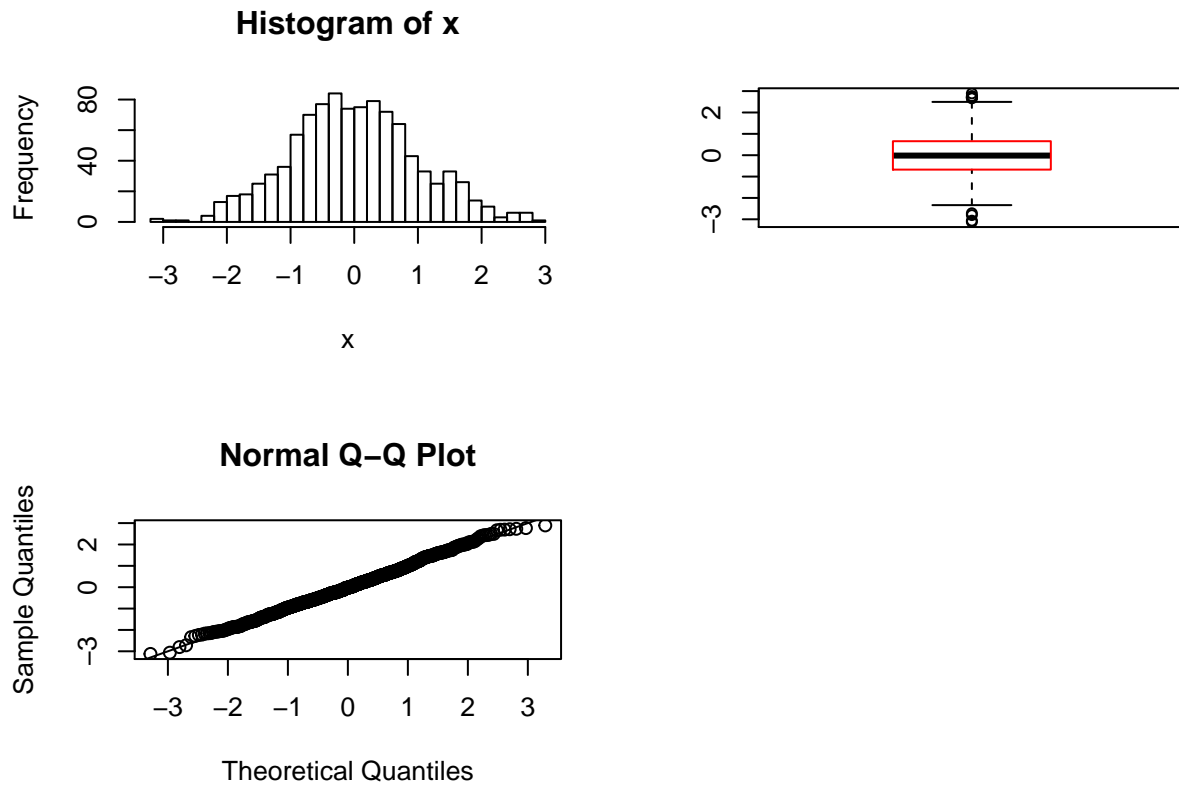 Histogram of x
Frequency
80
40
0
−3 −2 −1 0 1 2 3
x
2
0
−3
Normal Q−Q Plot
Sample Quantiles
2
0
−3
−3 −2 −1 0 1 2 3
Theoretical Quantiles